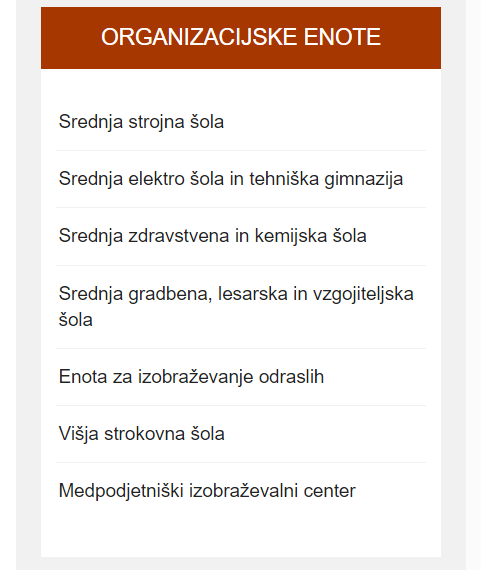 ORGANIZACIJSKE ENOTE
Srednja strojna šola
Srednja elektro šola in tehniška gimnazija
Srednja zdravstvena in kemijska šola
Srednja gradbena, lesarska in vzgojiteljska
šola
Enota za izobraževanje odraslih
Višja strokovna šola
Medpodjetniški izobraževalni center